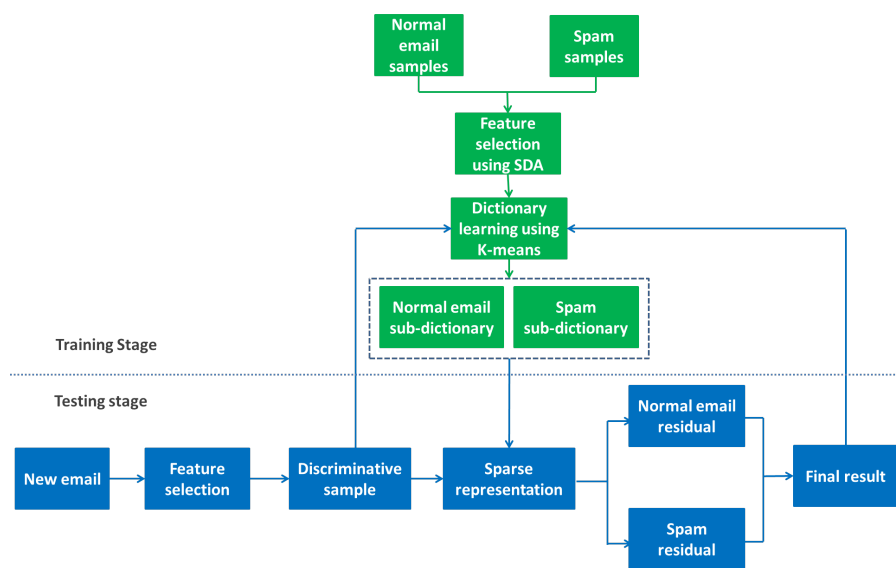 Normal
email
samples
Spam
samples
Feature
selection
using SDA
Dictionary
learning using
K-means
Normal email
sub-dictionary
Spam
sub-dictionary
Training Stage
Testing stage
New email
Feature
selection
Discriminative
sample
Sparse
representation
Normal email
residual
Spam
residual
Final result